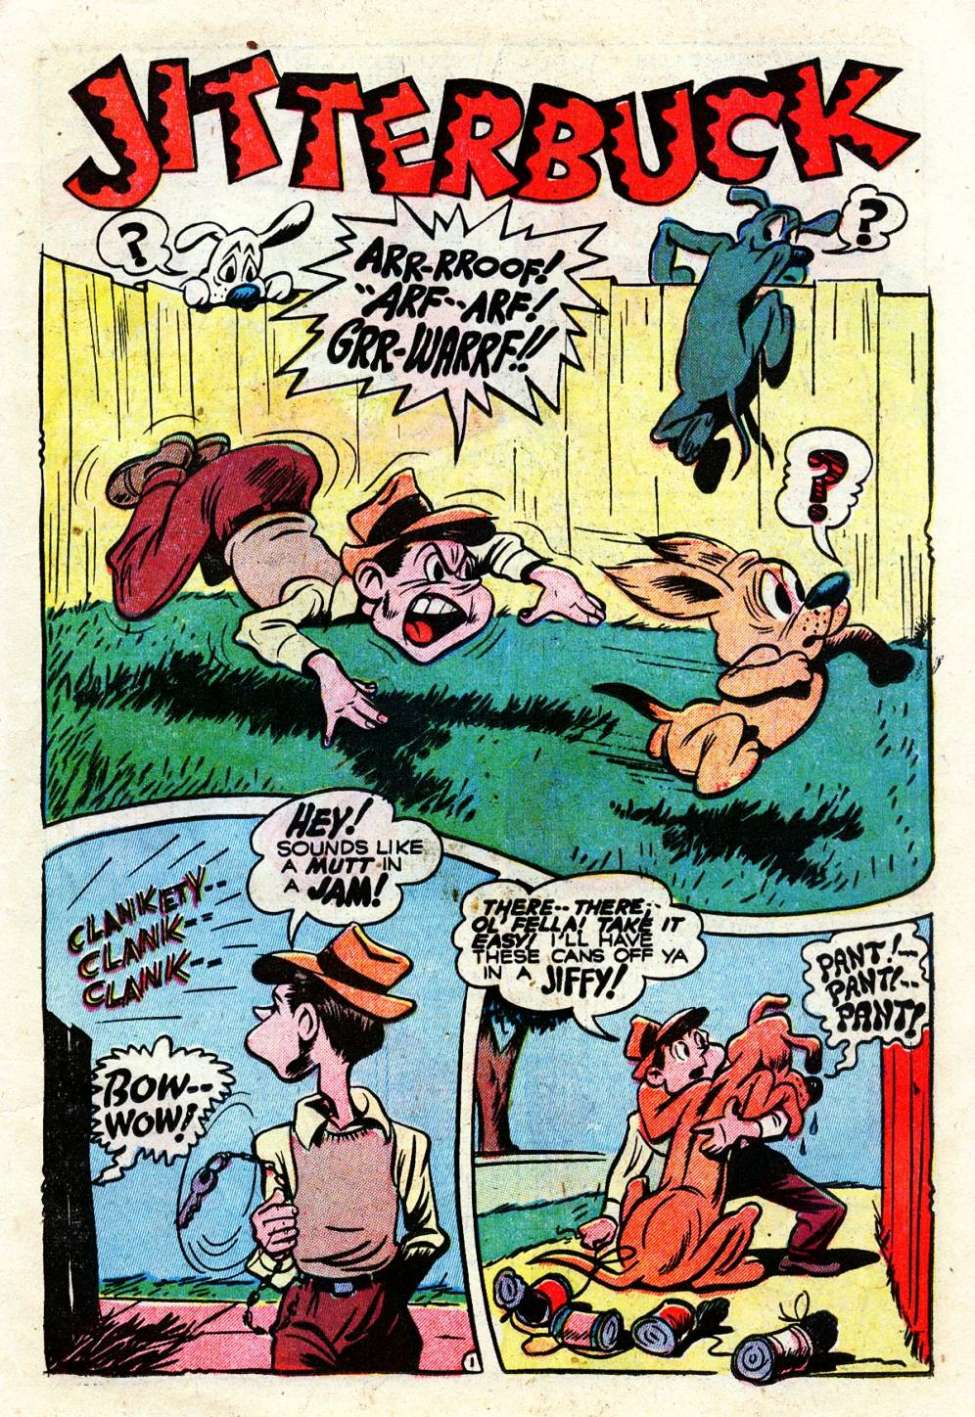 JITTERBUCK
?
ARR-RROOF!
"ARF--ARF!
GRR-WARRF!!
?
?
HEY!
SOUNDS LIKE
A MUTT IN
A JAM!
CLANKETY--
CLANK--
CLANK--
BOW--
WOW!
1
THERE--THERE,
OL' FELLA! TAKE IT
EASY! I'LL HAVE
THESE CANS OFF YA
IN A JIFFY!
PANT!--
PANT!--
PANT!